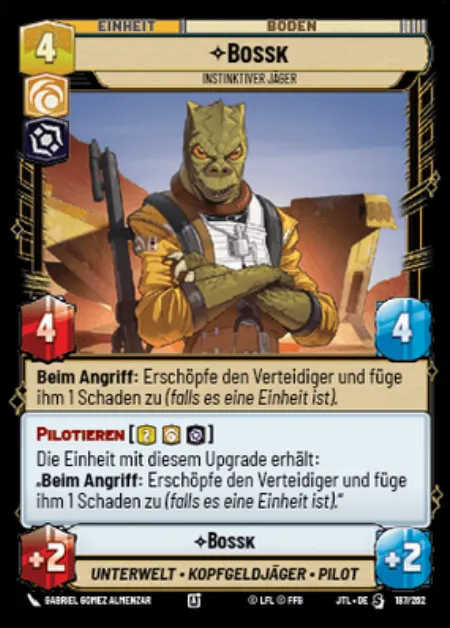 EINHEIT BODEN
4
BOSSK
INSTINKTIVER JÄGER
4 4
Beim Angriff: Erschöpfe den Verteidiger und füge
ihm 1 Schaden zu (falls es eine Einheit ist).
PILOTIEREN [2]
Die Einheit mit diesem Upgrade erhält:
„Beim Angriff: Erschöpfe den Verteidiger und füge
ihm 1 Schaden zu (falls es eine Einheit ist).“
BOSSK
+2 +2
UNTERWELT • KOPFGELDJÄGER • PILOT
GABRIEL GOMEZ ALMENZAR © LFL © FFG JTL • DE 187/262